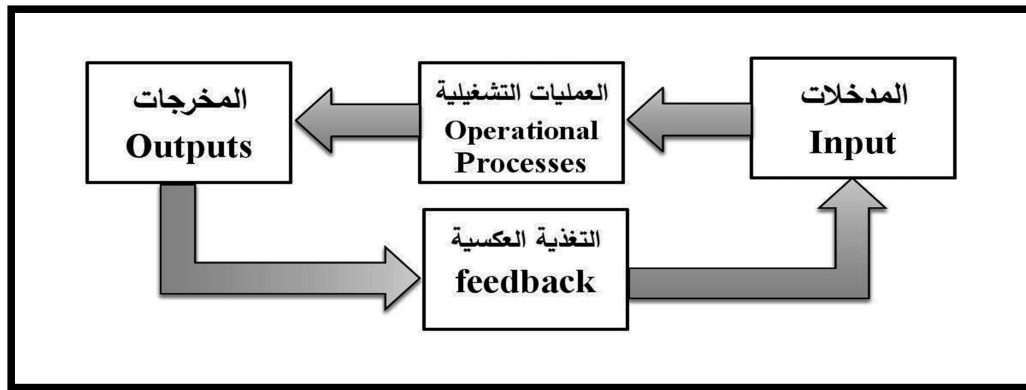 المدخلات
Input
العمليات التشغيلية
Operational
Processes
المخرجات
Outputs
التغذية العكسية
feedback